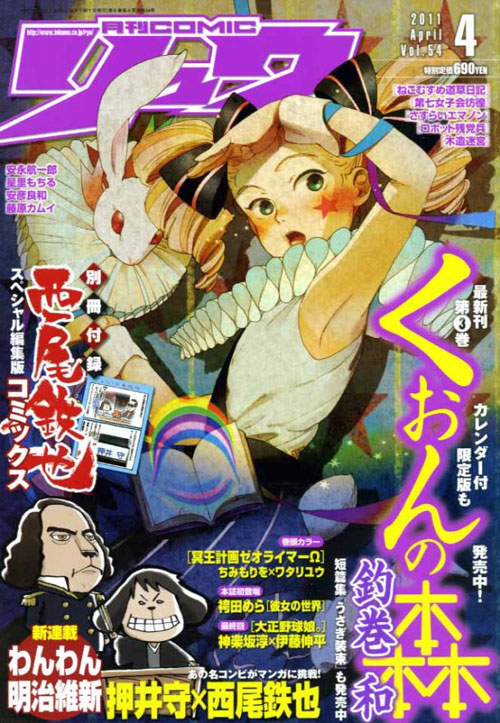 月刊COMIC
http://www.tokuma.co.jp/ryu/
リュウ
2011
April
Vol.54
4
特別定価690YEN
ねこむすめ道草日記
第七女子会彷徨
さすらいエマノン
ロボット残党兵
木造迷宮
安永航一郎
星里もちる
安彦良和
藤原カムイ
別冊付録
西尾鉄也
スペシャル編集版
コミックス
最新刊
第3巻
くおんの森
釣巻和
カレンダー付
限定版も
発売中!
短篇集「うさぎ装束」も発売中
押井 守
巻頭カラー
[冥王計画ゼオライマーΩ]
ちみもりを×ワタリユウ
本誌初登場
袴田めら[彼女の世界]
最終回
[大正野球娘。]
神楽坂淳×伊藤伸平
新連載
わんわん
明治維新
あの名コンビがマンガに挑戦!
押井守×西尾鉄也